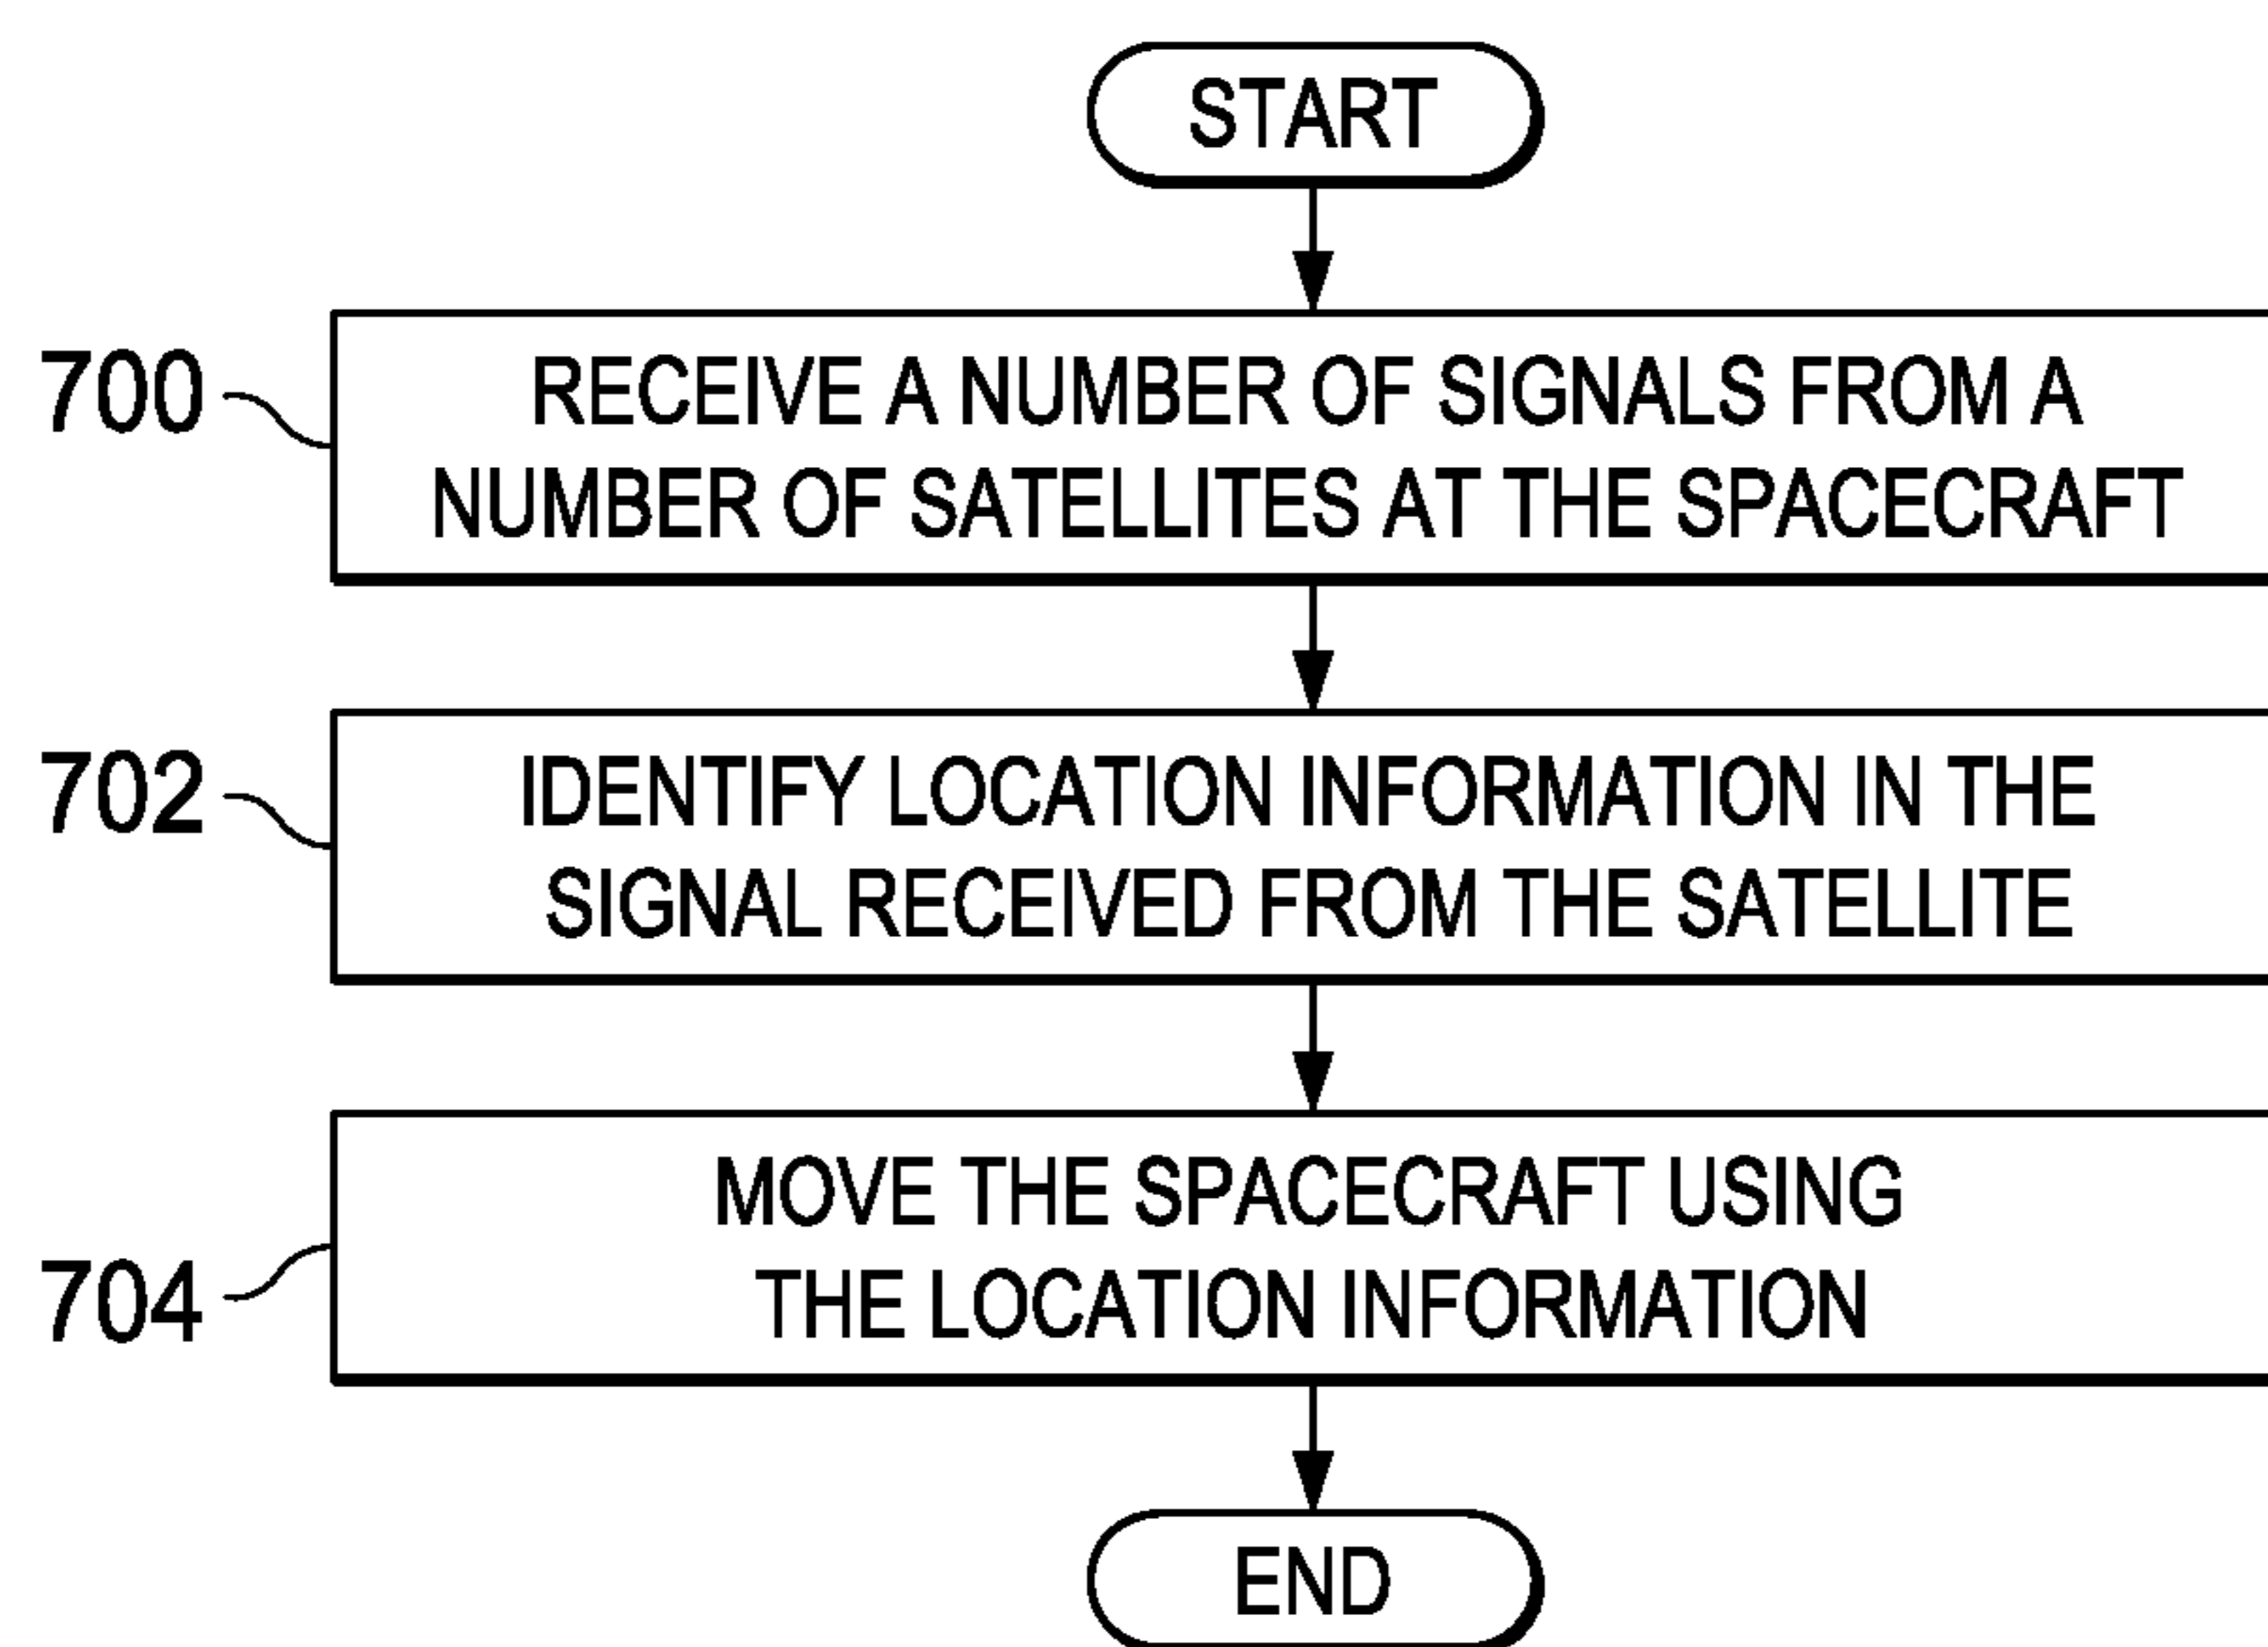 START
700
RECEIVE A NUMBER OF SIGNALS FROM A
NUMBER OF SATELLITES AT THE SPACECRAFT
702
IDENTIFY LOCATION INFORMATION IN THE
SIGNAL RECEIVED FROM THE SATELLITE
704
MOVE THE SPACECRAFT USING
THE LOCATION INFORMATION
END